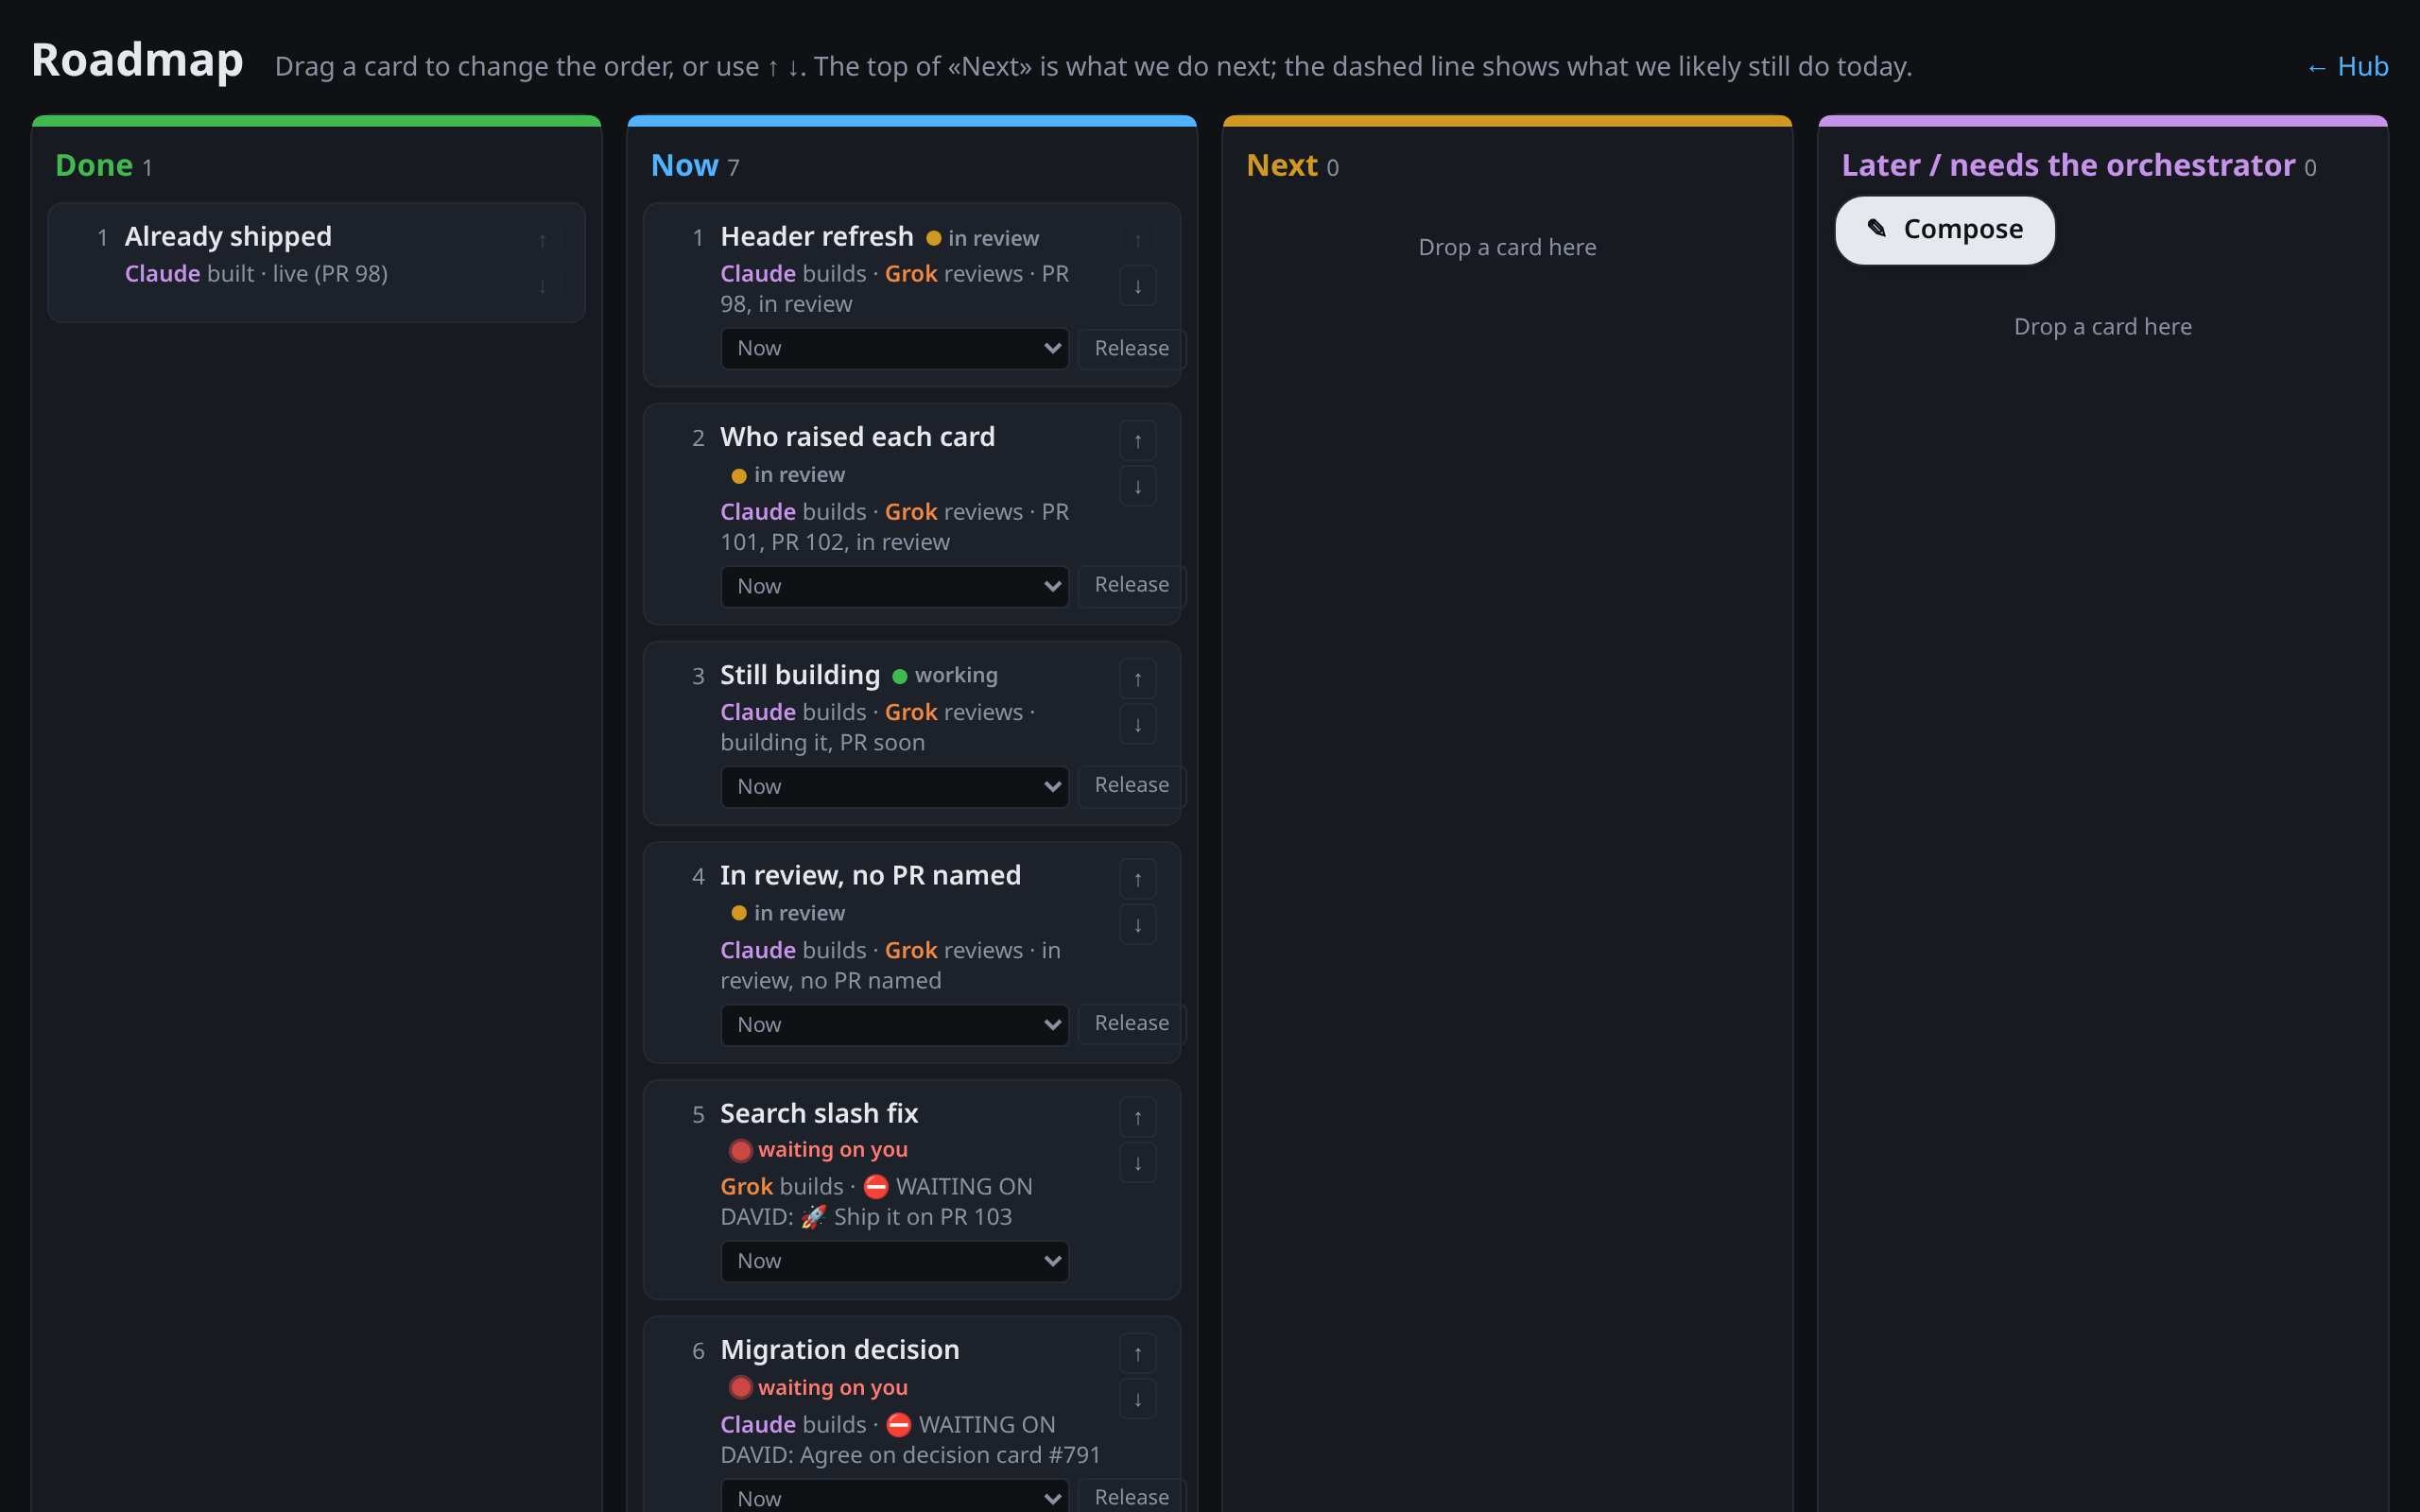 Roadmap
Drag a card to change the order, or use ↑ ↓. The top of «Next» is what we do next; the dashed line shows what we likely still do today.
← Hub
Done 1
1 Already shipped ↑
Claude built · live (PR 98) ↓
Now 7
1 Header refresh in review ↑
Claude builds · Grok reviews · PR ↓
98, in review
Now Release
2 Who raised each card ↑
in review ↓
Claude builds · Grok reviews · PR
101, PR 102, in review
Now Release
3 Still building working ↑
Claude builds · Grok reviews · ↓
building it, PR soon
Now Release
4 In review, no PR named ↑
in review ↓
Claude builds · Grok reviews · in
review, no PR named
Now Release
5 Search slash fix ↑
waiting on you ↓
Grok builds · ⛔ WAITING ON
DAVID: 🚀 Ship it on PR 103
Now
6 Migration decision ↑
waiting on you ↓
Claude builds · ⛔ WAITING ON
DAVID: Agree on decision card #791
Now Release
Next 0
Drop a card here
Later / needs the orchestrator 0
✎ Compose
Drop a card here